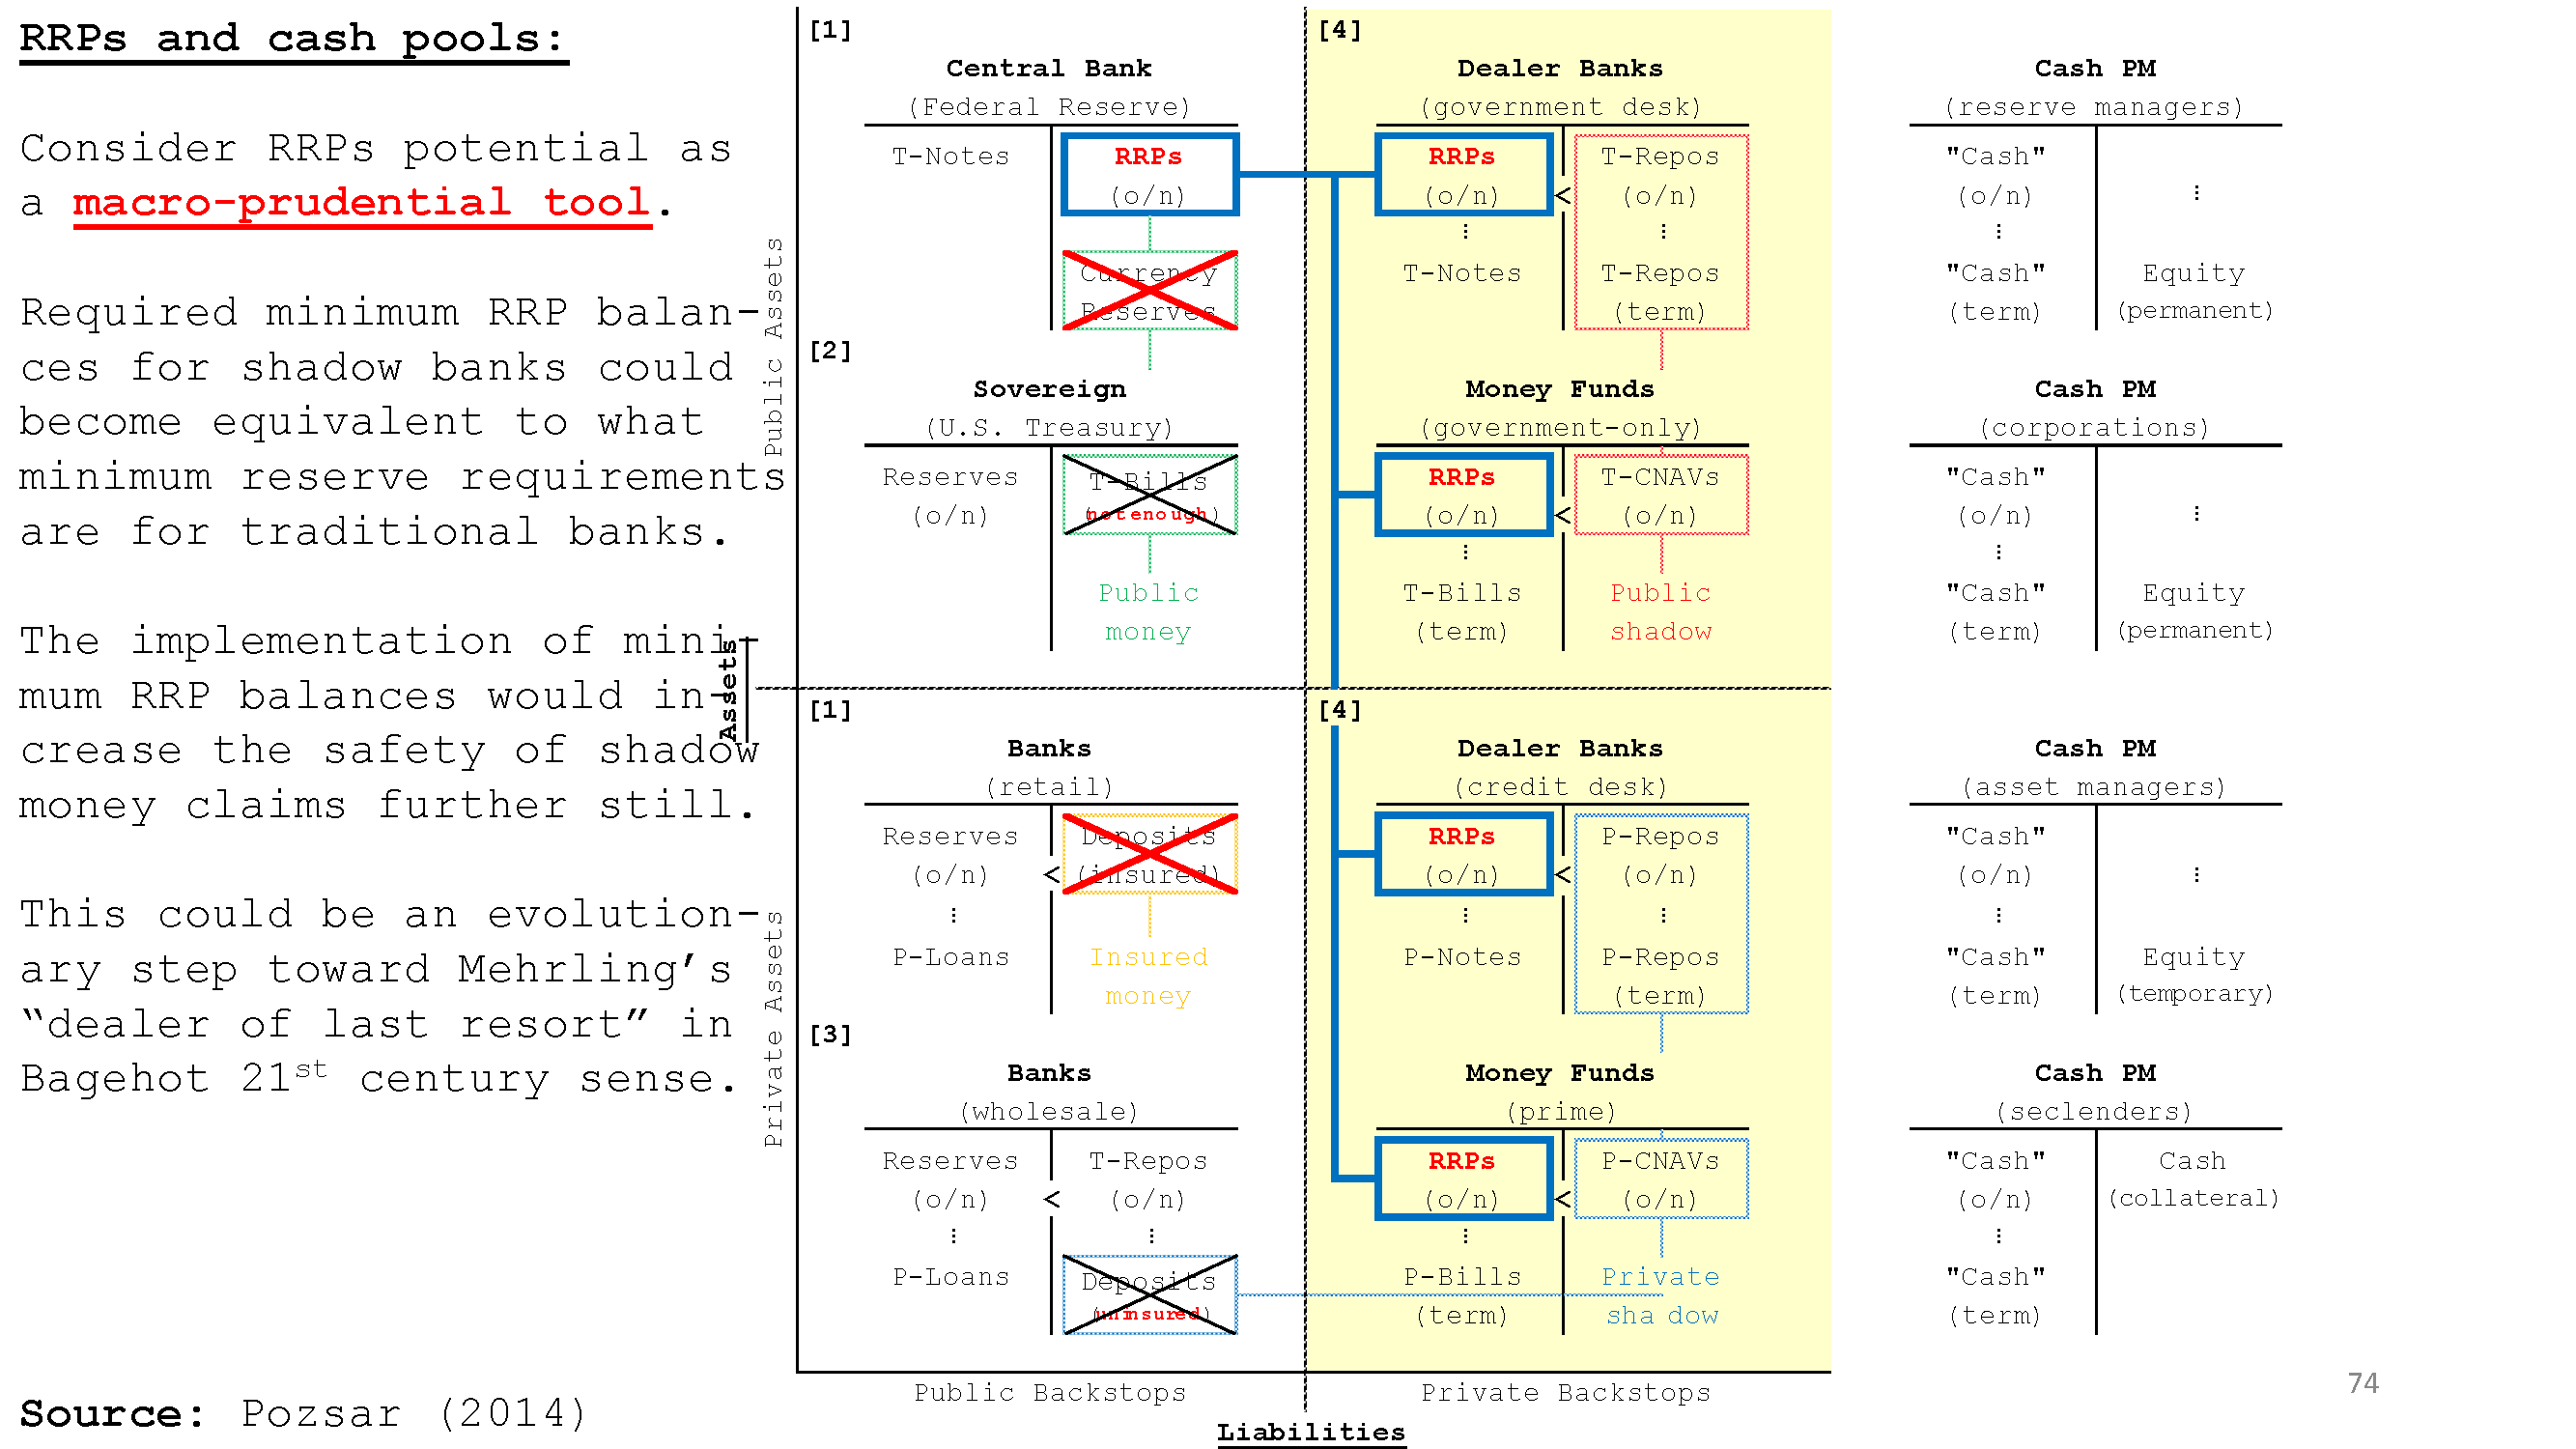 RRPs and cash pools:
Consider RRPs potential as
a macro-prudential tool.
Required minimum RRP balan-
ces for shadow banks could
become equivalent to what
minimum reserve requirements
are for traditional banks.
The implementation of mini-
mum RRP balances would in-
crease the safety of shadow
money claims further still.
This could be an evolution-
ary step toward Mehrling's
“dealer of last resort” in
Bagehot 21st century sense.
Source: Pozsar (2014)
Public Assets
Assets
Private Assets
[1]
Central Bank
(Federal Reserve)
T-Notes
RRPs
(o/n)
Currency
Reserves
[2]
Sovereign
(U.S. Treasury)
Reserves
(o/n)
T-Bills
(not enough)
Public
money
[4]
Dealer Banks
(government desk)
RRPs
(o/n)
⋮
T-Notes
<
T-Repos
(o/n)
⋮
T-Repos
(term)
Money Funds
(government-only)
RRPs
(o/n)
⋮
T-Bills
(term)
<
T-CNAVs
(o/n)
Public
shadow
Cash PM
(reserve managers)
"Cash"
(o/n)
⋮
"Cash"
(term)
⋮
Equity
(permanent)
Cash PM
(corporations)
"Cash"
(o/n)
⋮
"Cash"
(term)
⋮
Equity
(permanent)
[1]
Banks
(retail)
Reserves
(o/n)
⋮
P-Loans
<
Deposits
(insured)
Insured
money
[3]
Banks
(wholesale)
Reserves
(o/n)
⋮
P-Loans
<
T-Repos
(o/n)
⋮
Deposits
(uninsured)
[4]
Dealer Banks
(credit desk)
RRPs
(o/n)
⋮
P-Notes
<
P-Repos
(o/n)
⋮
P-Repos
(term)
Money Funds
(prime)
RRPs
(o/n)
⋮
P-Bills
(term)
<
P-CNAVs
(o/n)
Private
sha dow
Cash PM
(asset managers)
"Cash"
(o/n)
⋮
"Cash"
(term)
⋮
Equity
(temporary)
Cash PM
(seclenders)
"Cash"
(o/n)
⋮
"Cash"
(term)
Cash
(collateral)
Public Backstops
Private Backstops
Liabilities
74